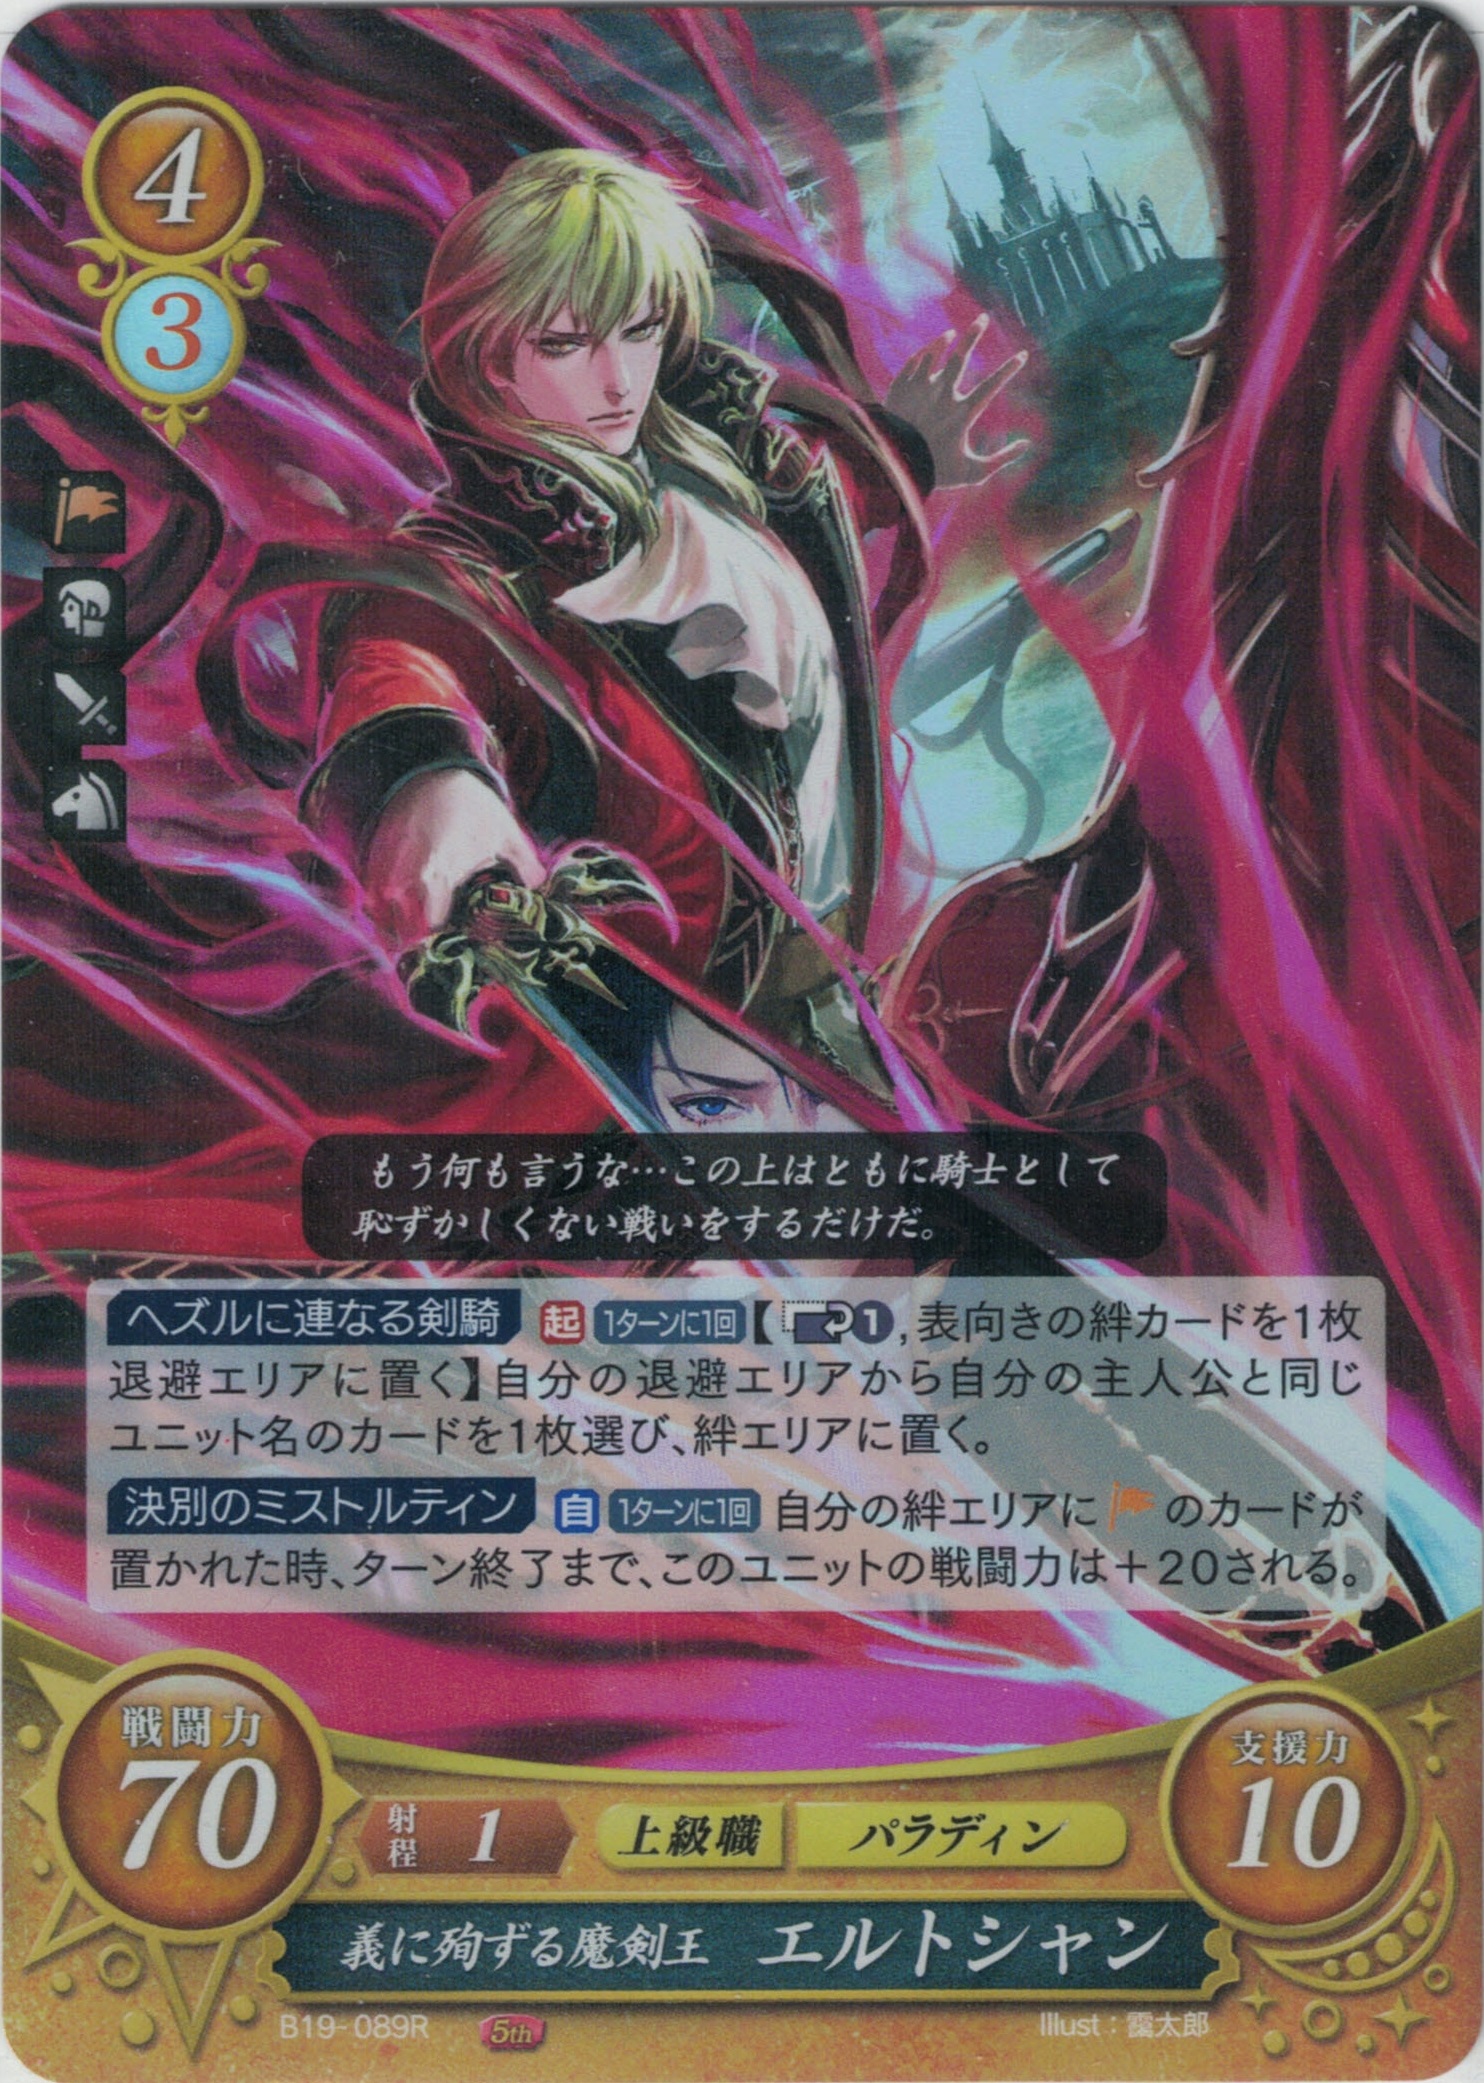 4
3
もう何も言うな…この上はともに騎士として
恥ずかしくない戦いをするだけだ。
ヘズルに連なる剣騎 起 1ターンに1回 【 1 ,表向きの絆カードを1枚
退避エリアに置く】自分の退避エリアから自分の主人公と同じ
ユニット名のカードを1枚選び、絆エリアに置く。
決別のミストルティン 自 1ターンに1回 自分の絆エリアに のカードが
置かれた時、ターン終了まで、このユニットの戦闘力は+20される。
戦闘力
70
射程 1
上級職
パラディン
支援力
10
義に殉ずる魔剣王 エルトシャン
B19-089R
5th
Illust:靄太郎